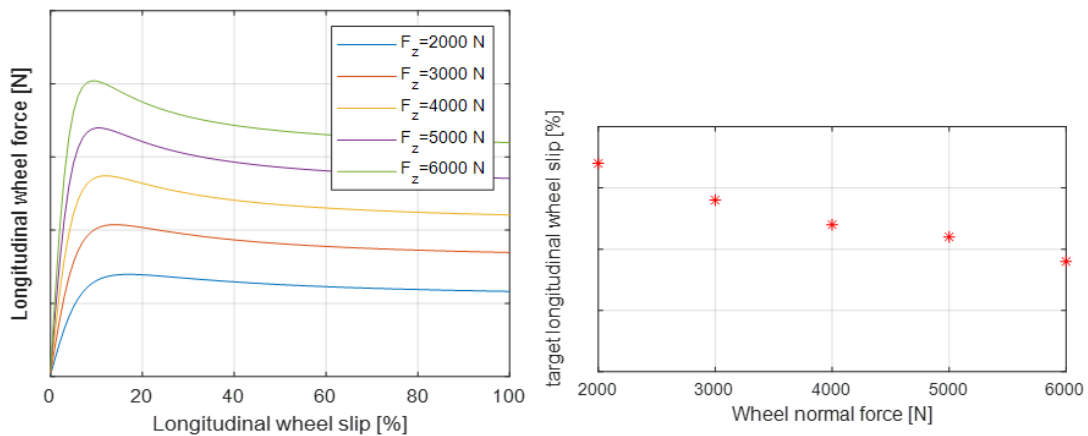 Longitudinal wheel force [N]
F_z=2000 N
F_z=3000 N
F_z=4000 N
F_z=5000 N
F_z=6000 N
0 20 40 60 80 100
Longitudinal wheel slip [%]
target longitudinal wheel slip [%]
2000 3000 4000 5000 6000
Wheel normal force [N]